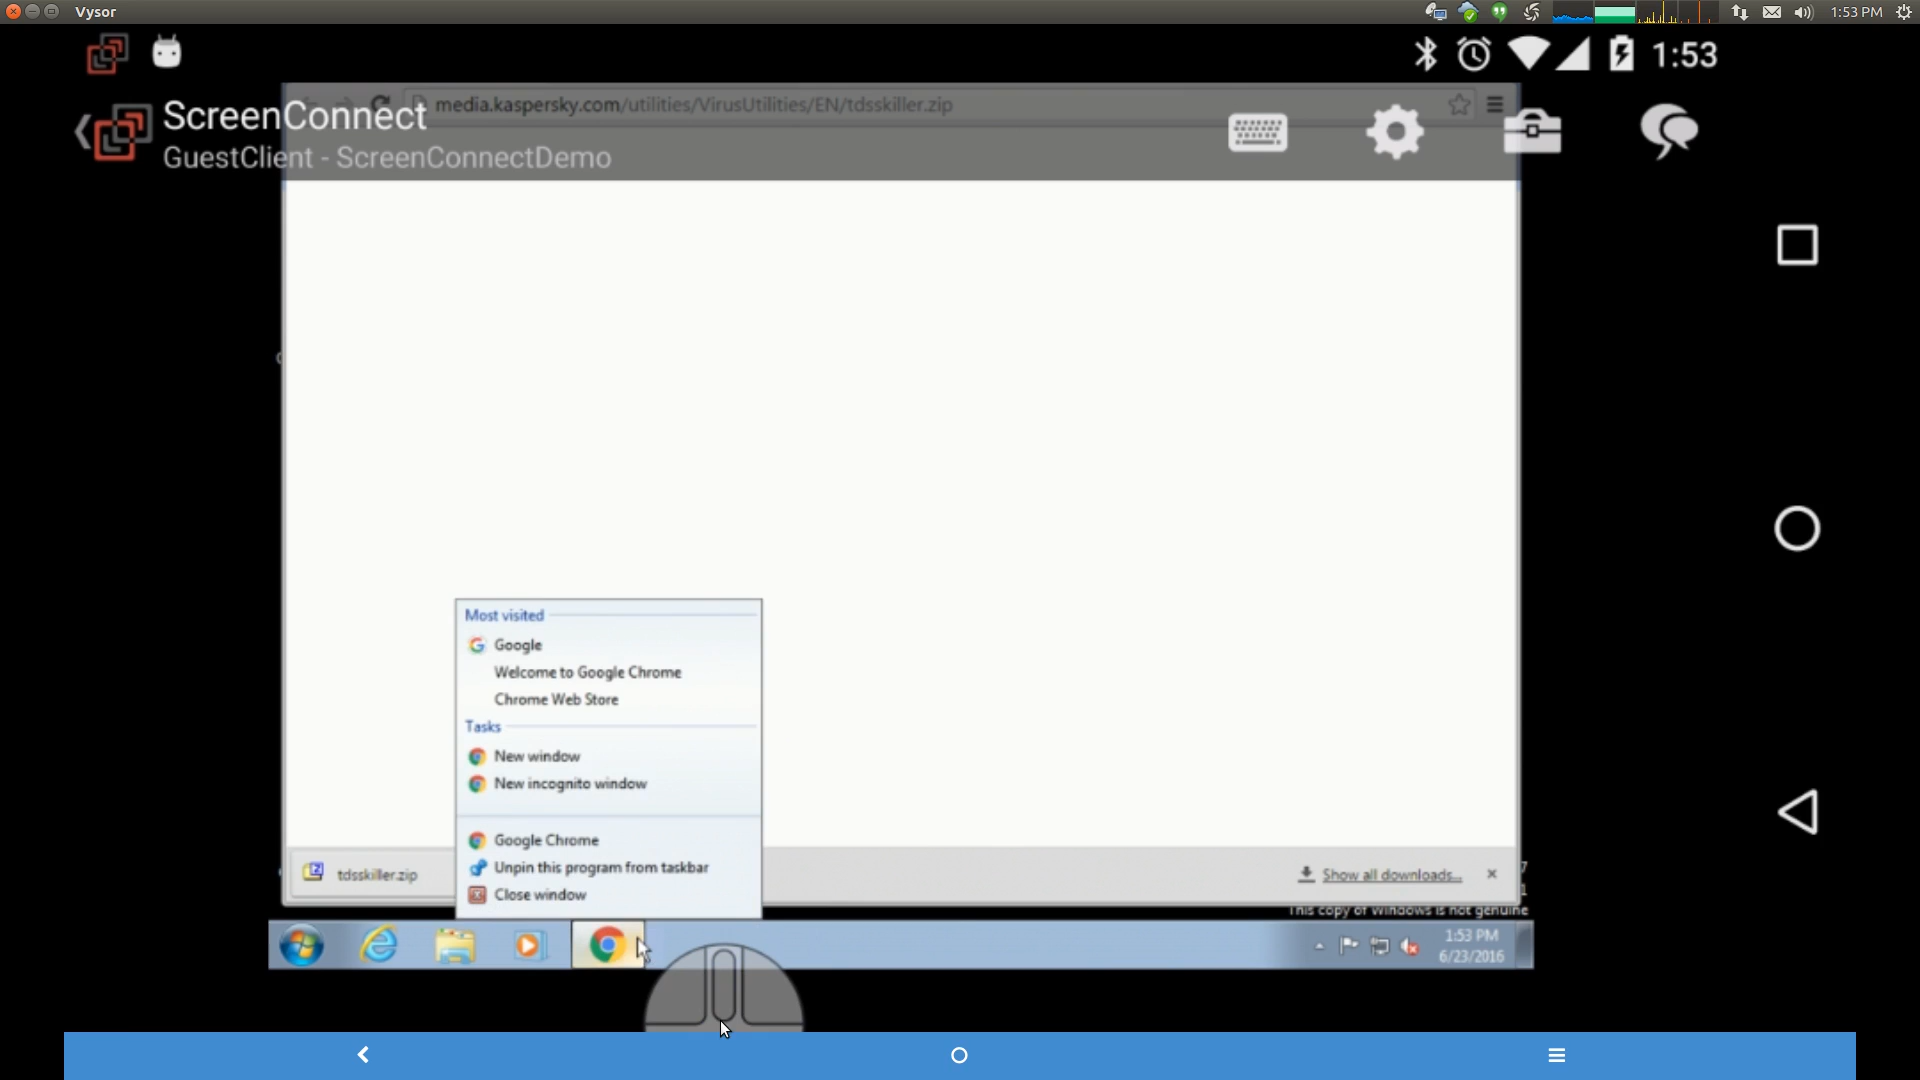 Vysor
1:53 PM
1:53
media.kaspersky.com/utilities/VirusUtilities/EN/tdsskiller.zip
ScreenConnect
GuestClient - ScreenConnectDemo
Most visited
Google
Welcome to Google Chrome
Chrome Web Store
Tasks
New window
New incognito window
Google Chrome
Unpin this program from taskbar
Close window
tdsskiller.zip
Show all downloads...
7
1
This copy of Windows is not genuine
1:53 PM
6/23/2016